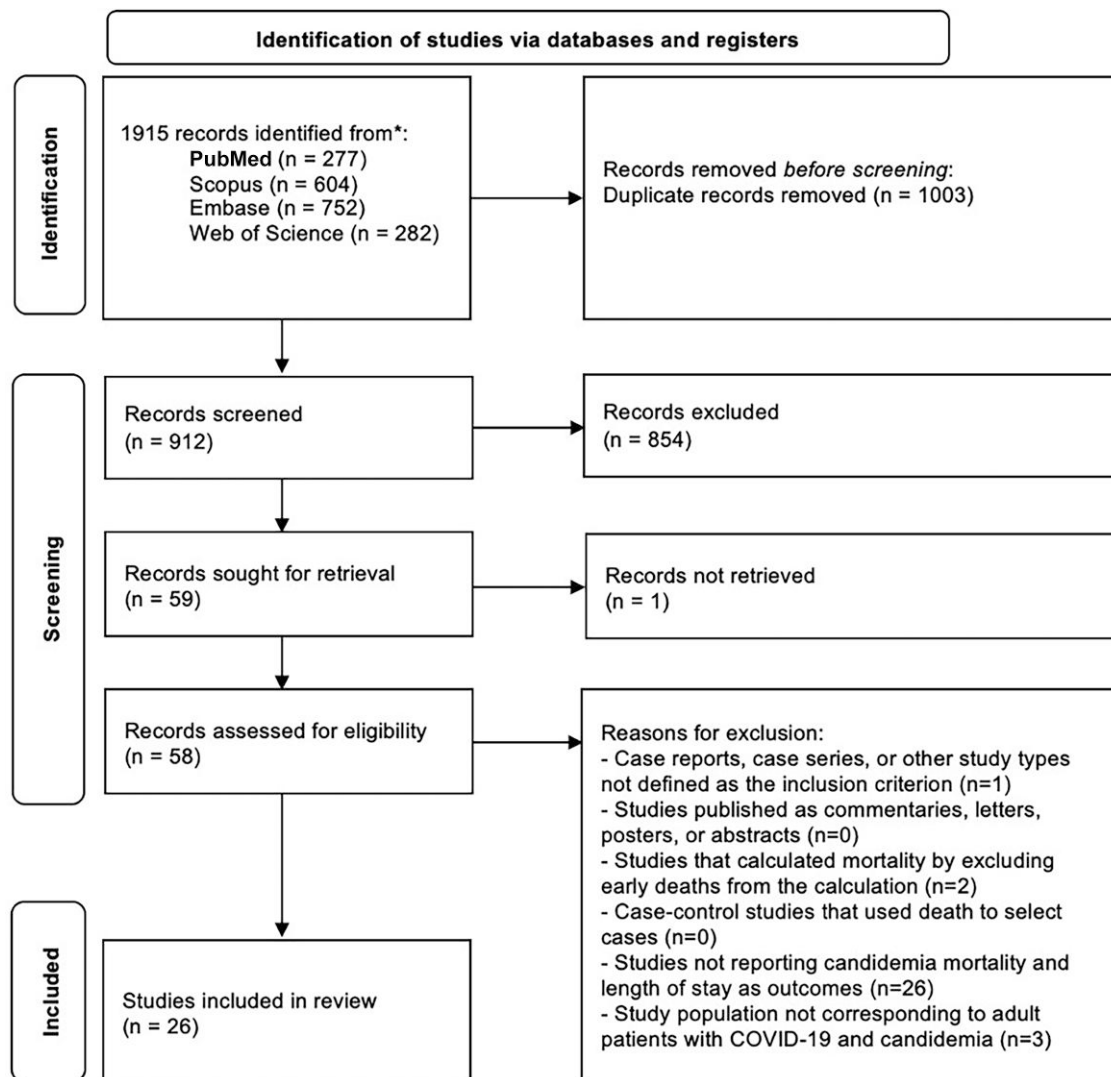 Identification of studies via databases and registers
Identification
1915 records identified from*:
PubMed (n = 277)
Scopus (n = 604)
Embase (n = 752)
Web of Science (n = 282)
Records removed before screening:
Duplicate records removed (n = 1003)
Screening
Records screened
(n = 912)
Records excluded
(n = 854)
Records sought for retrieval
(n = 59)
Records not retrieved
(n = 1)
Records assessed for eligibility
(n = 58)
Reasons for exclusion:
- Case reports, case series, or other study types
not defined as the inclusion criterion (n=1)
- Studies published as commentaries, letters,
posters, or abstracts (n=0)
- Studies that calculated mortality by excluding
early deaths from the calculation (n=2)
- Case-control studies that used death to select
cases (n=0)
- Studies not reporting candidemia mortality and
length of stay as outcomes (n=26)
- Study population not corresponding to adult
patients with COVID-19 and candidemia (n=3)
Included
Studies included in review
(n = 26)